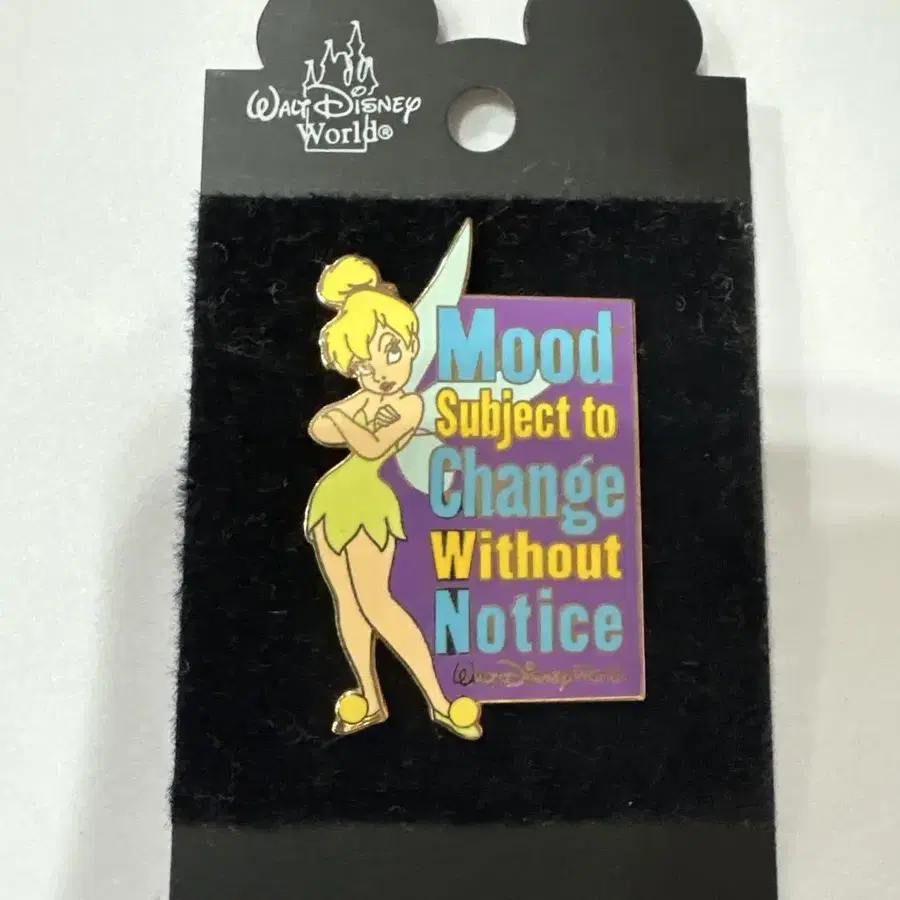 Walt Disney
World®
Mood
Subject to
Change
Without
Notice
Walt Disney World